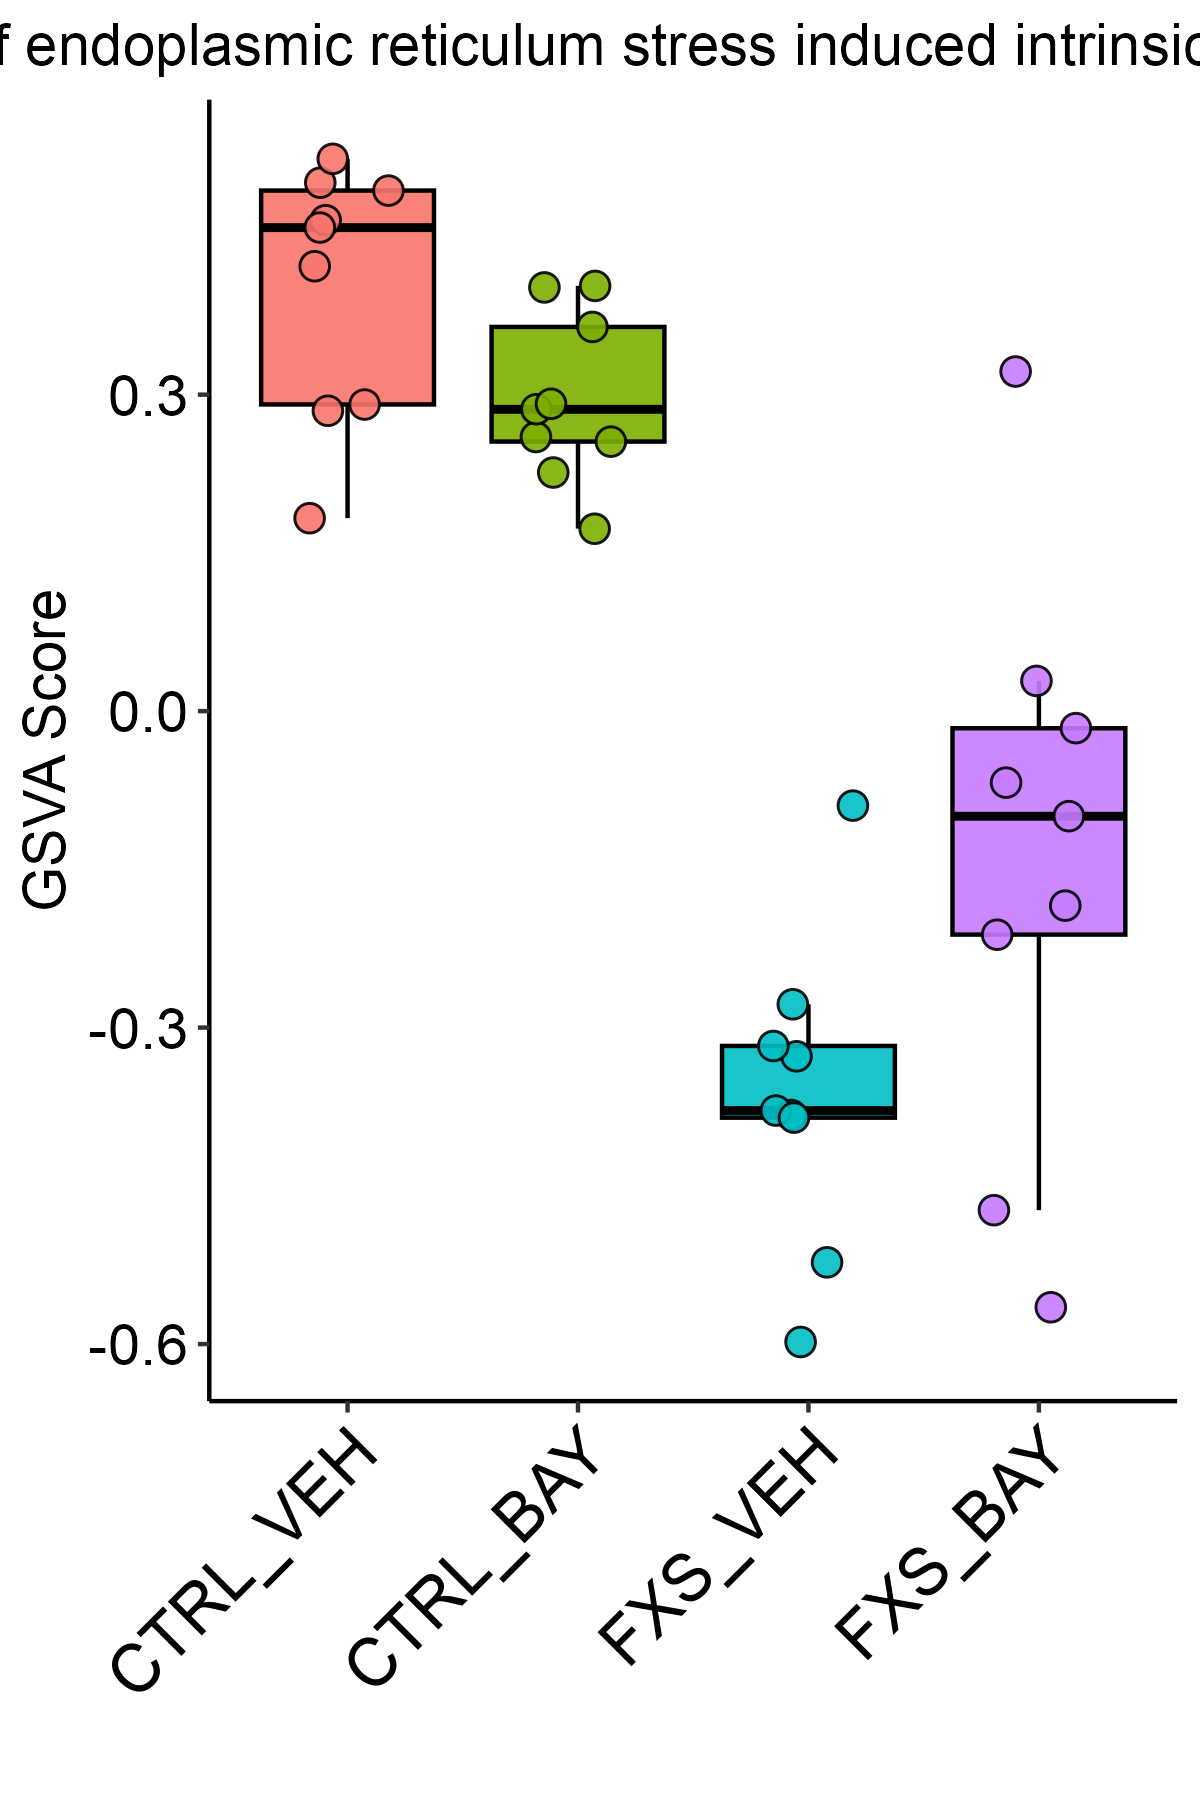 f endoplasmic reticulum stress induced intrinsic
GSVA Score
0.3
0.0
-0.3
-0.6
CTRL_VEH
CTRL_BAY
FXS_VEH
FXS_BAY